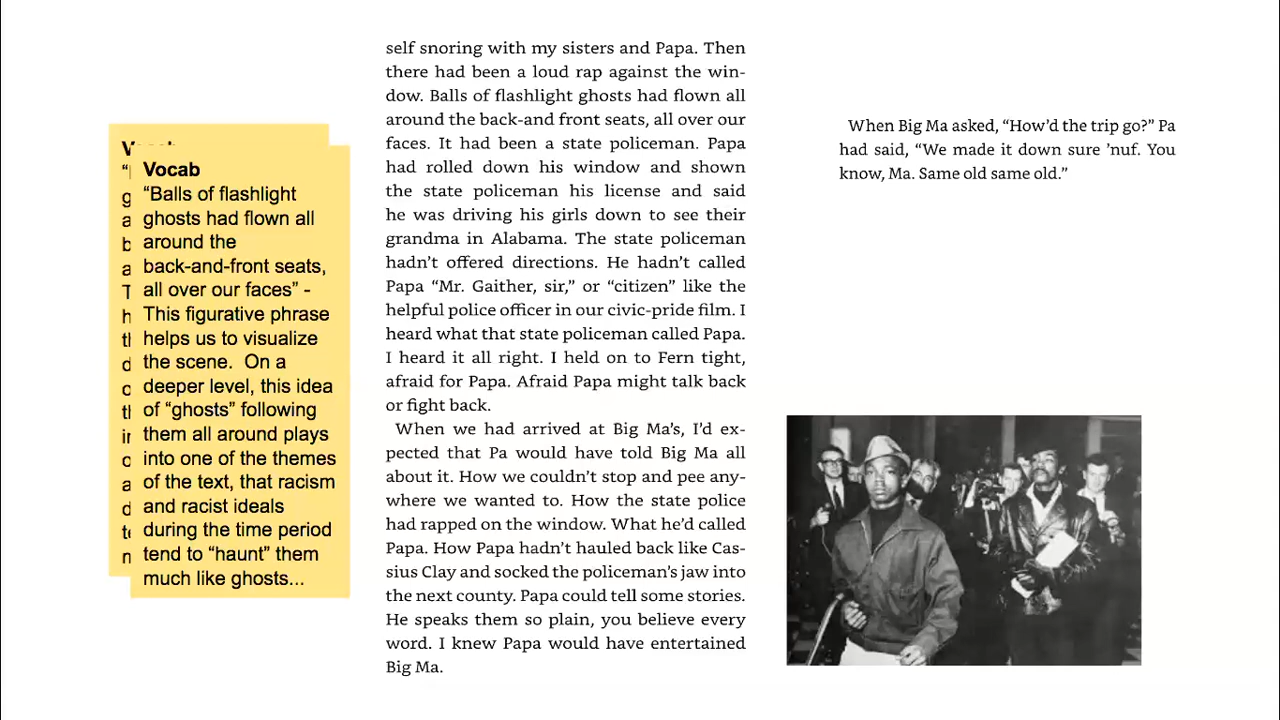 Vocab
“Balls of flashlight
ghosts had flown all
around the
back-and-front seats,
all over our faces” -
This figurative phrase
helps us to visualize
the scene.  On a
deeper level, this idea
of “ghosts” following
them all around plays
into one of the themes
of the text, that racism
and racist ideals
during the time period
tend to “haunt” them
much like ghosts...
self snoring with my sisters and Papa. Then
there had been a loud rap against the win-
dow. Balls of flashlight ghosts had flown all
around the back-and front seats, all over our
faces. It had been a state policeman. Papa
had rolled down his window and shown
the state policeman his license and said
he was driving his girls down to see their
grandma in Alabama. The state policeman
hadn’t offered directions. He hadn’t called
Papa “Mr. Gaither, sir,” or “citizen” like the
helpful police officer in our civic-pride film. I
heard what that state policeman called Papa.
I heard it all right. I held on to Fern tight,
afraid for Papa. Afraid Papa might talk back
or fight back.
When we had arrived at Big Ma’s, I’d ex-
pected that Pa would have told Big Ma all
about it. How we couldn’t stop and pee any-
where we wanted to. How the state police
had rapped on the window. What he’d called
Papa. How Papa hadn’t hauled back like Cas-
sius Clay and socked the policeman’s jaw into
the next county. Papa could tell some stories.
He speaks them so plain, you believe every
word. I knew Papa would have entertained
Big Ma.
When Big Ma asked, “How’d the trip go?” Pa
had said, “We made it down sure ’nuf. You
know, Ma. Same old same old.”